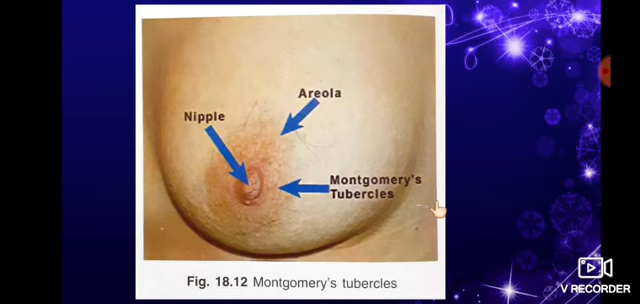 Areola
Nipple
Montgomery's
Tubercles
Fig. 18.12 Montgomery's tubercles
V RECORDER